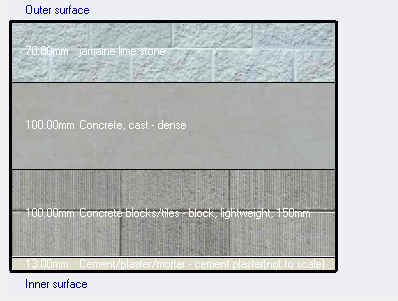 Outer surface
70.00mm jamaine lime stone
100.00mm Concrete, cast - dense
100.00mm Concrete blocks/tiles - block, lightweight, 150mm
13.00mm Cement/plaster/mortar - cement plaster(not to scale)
Inner surface